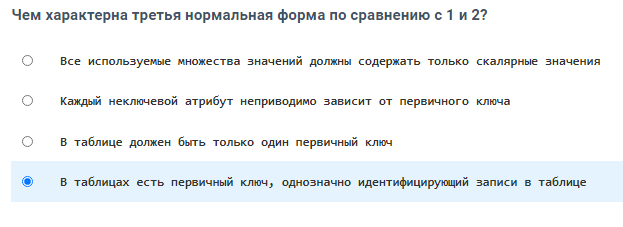 Чем характерна третья нормальная форма по сравнению с 1 и 2?
Все используемые множества значений должны содержать только скалярные значения
Каждый неключевой атрибут неприводимо зависит от первичного ключа
В таблице должен быть только один первичный ключ
В таблицах есть первичный ключ, однозначно идентифицирующий записи в таблице